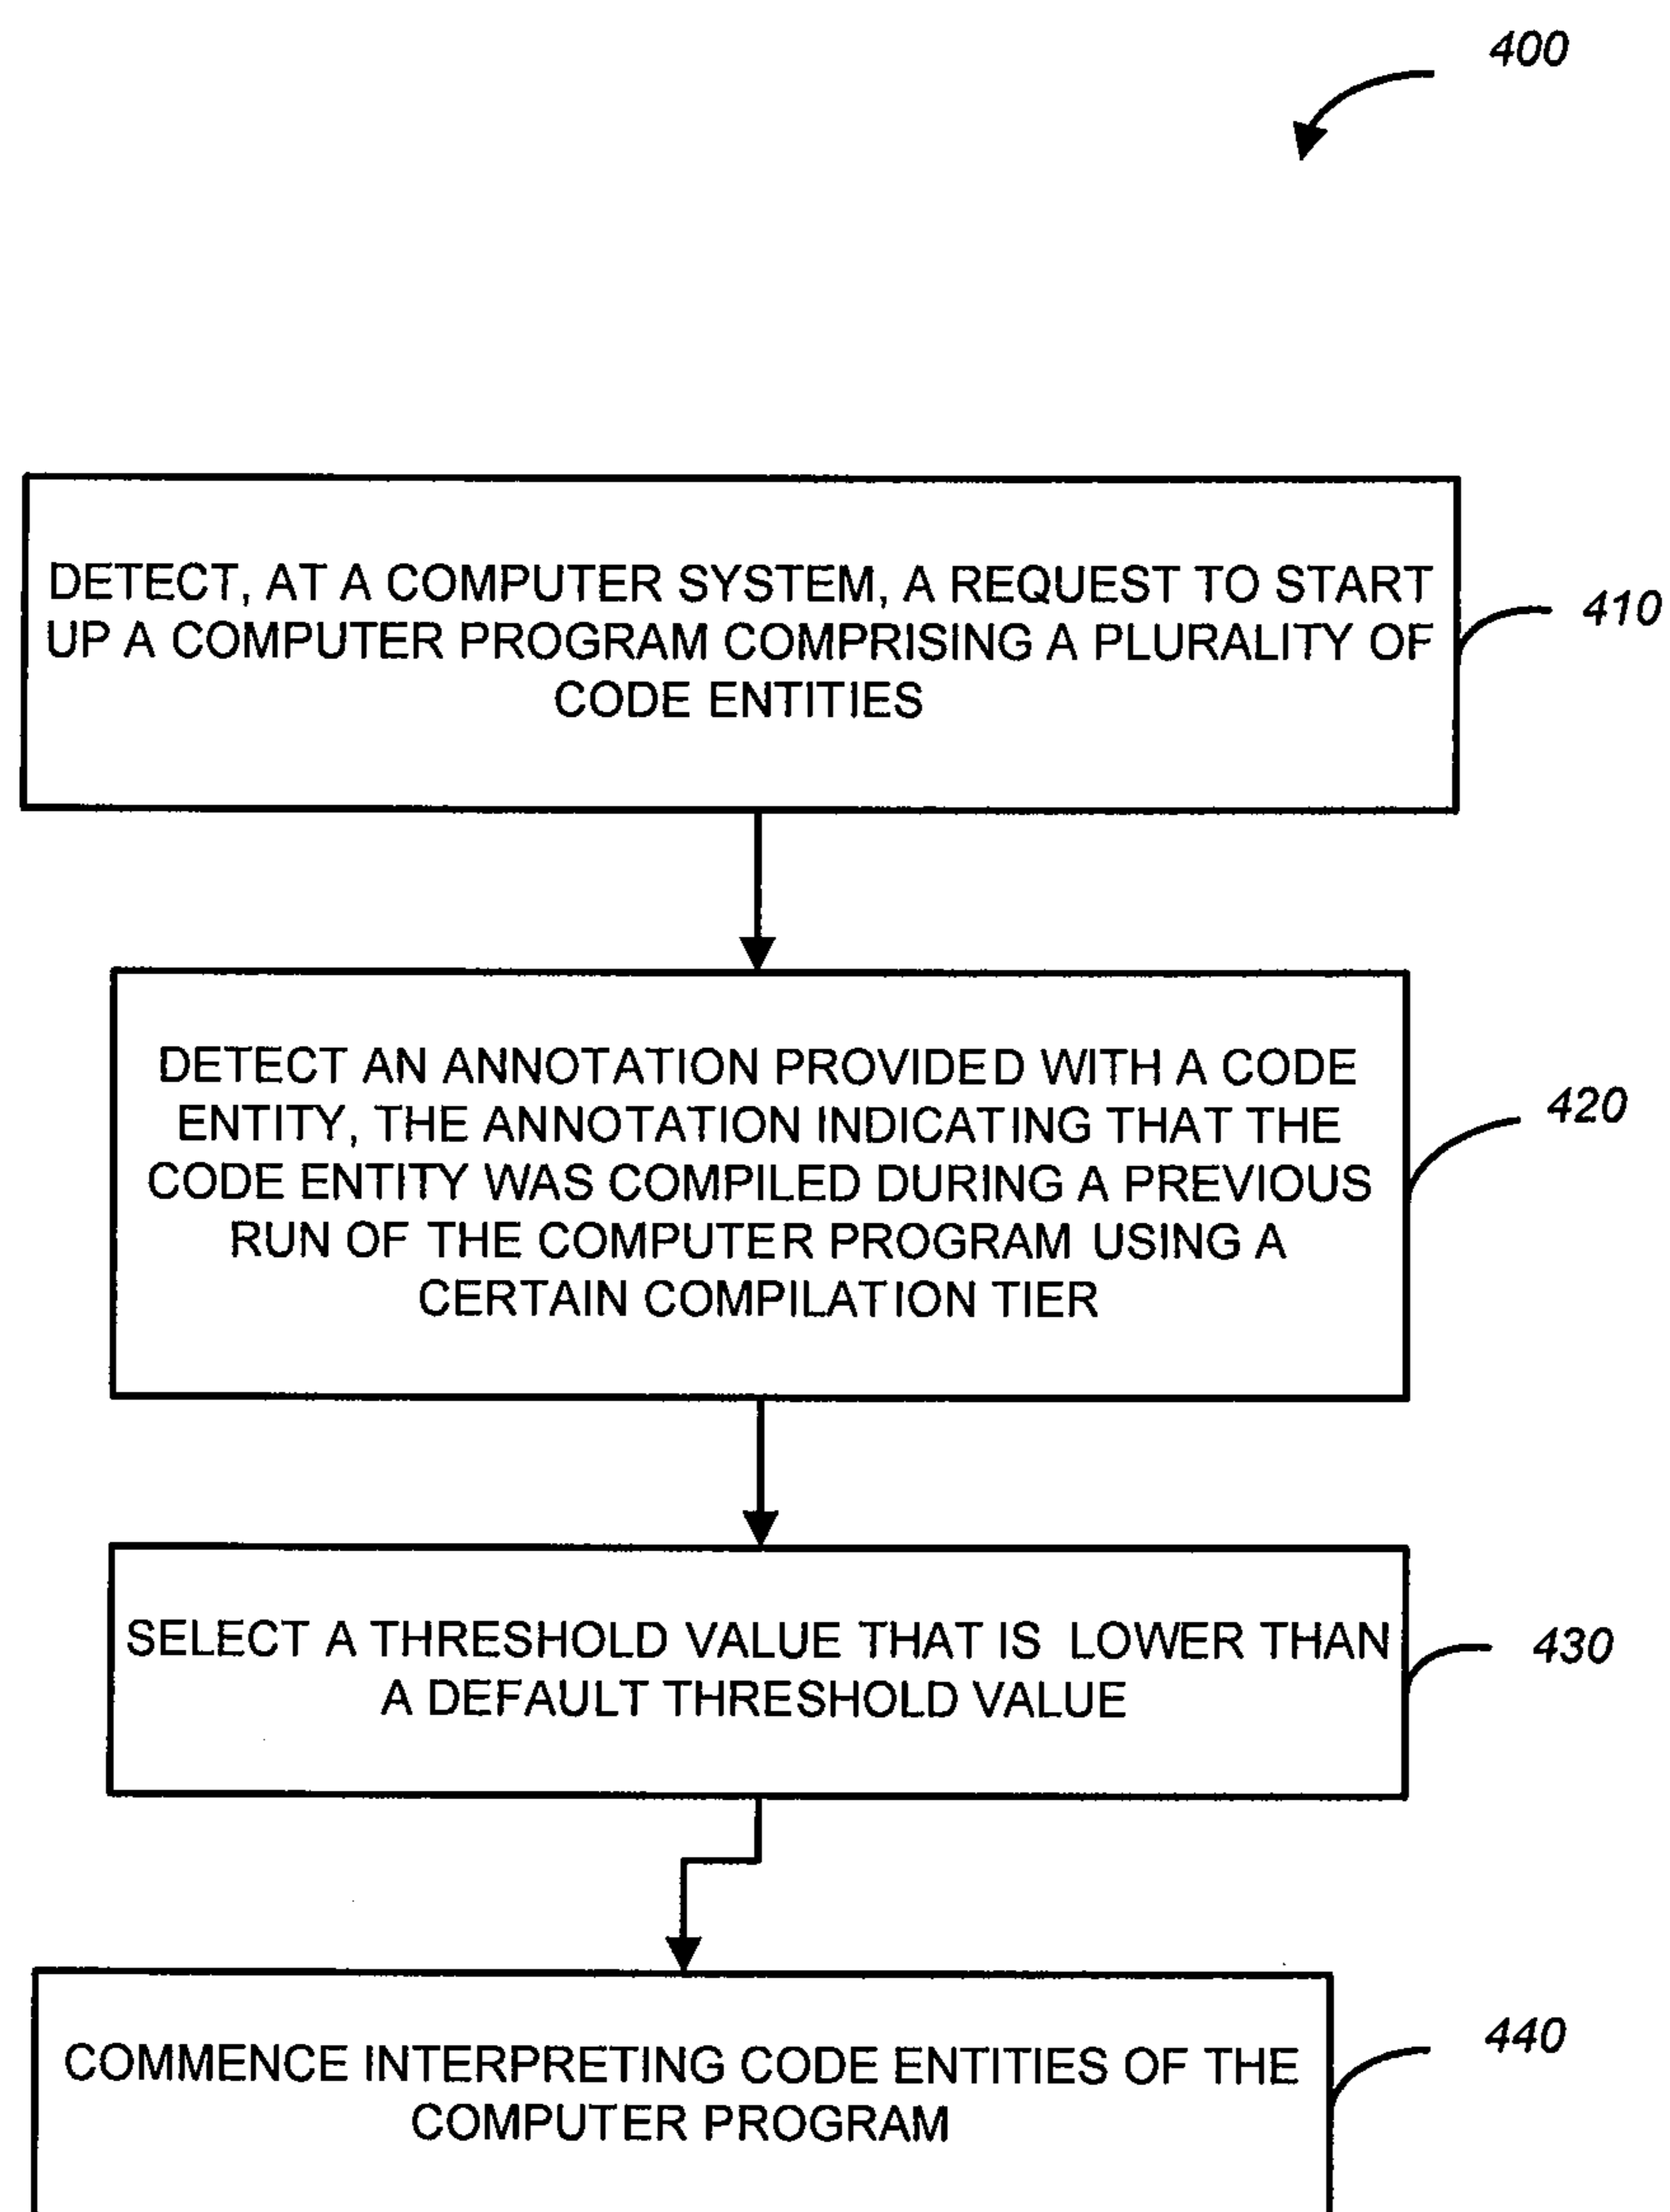 400
DETECT, AT A COMPUTER SYSTEM, A REQUEST TO START
UP A COMPUTER PROGRAM COMPRISING A PLURALITY OF
CODE ENTITIES
410
DETECT AN ANNOTATION PROVIDED WITH A CODE
ENTITY, THE ANNOTATION INDICATING THAT THE
CODE ENTITY WAS COMPILED DURING A PREVIOUS
RUN OF THE COMPUTER PROGRAM USING A
CERTAIN COMPILATION TIER
420
SELECT A THRESHOLD VALUE THAT IS LOWER THAN
A DEFAULT THRESHOLD VALUE
430
COMMENCE INTERPRETING CODE ENTITIES OF THE
COMPUTER PROGRAM
440